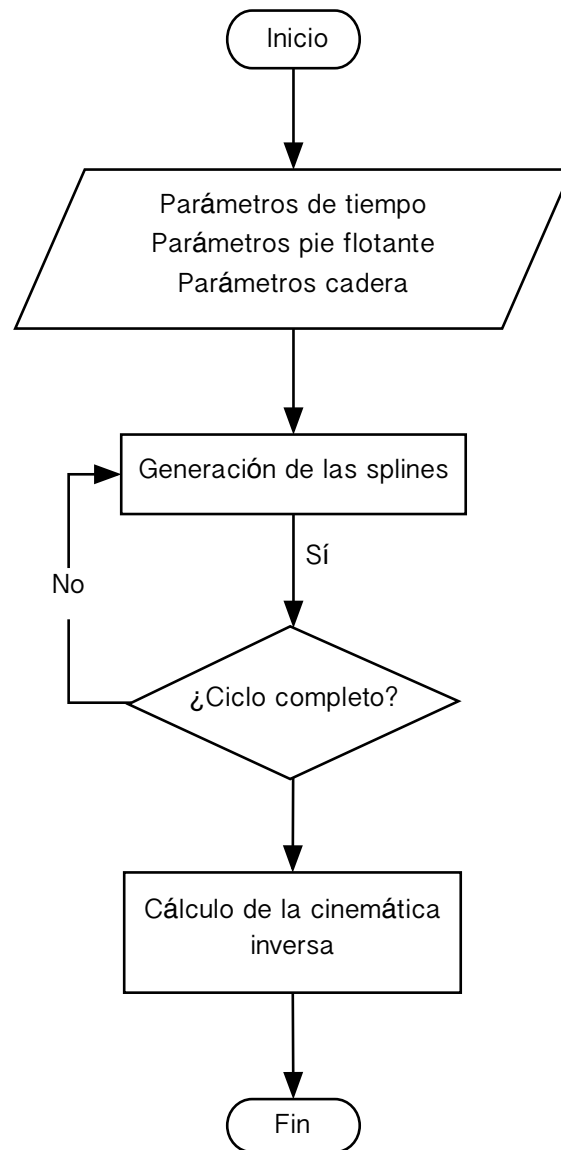 Inicio
Parámetros de tiempo
Parámetros pie flotante
Parámetros cadera
Generación de las splines
Sí
No
¿Ciclo completo?
Cálculo de la cinemática
inversa
Fin